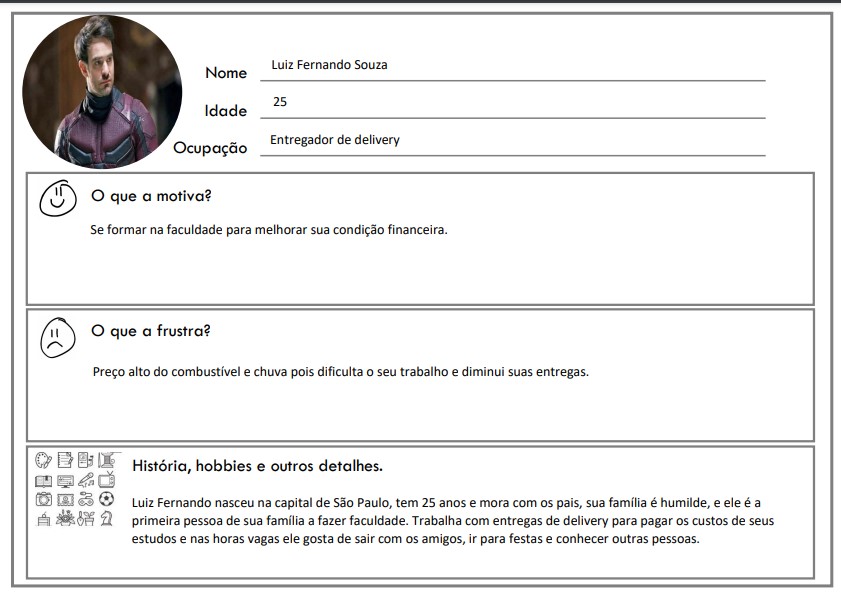 Nome Luiz Fernando Souza
Idade 25
Ocupação Entregador de delivery
O que a motiva?
Se formar na faculdade para melhorar sua condição financeira.
O que a frustra?
Preço alto do combustível e chuva pois dificulta o seu trabalho e diminui suas entregas.
História, hobbies e outros detalhes.
Luiz Fernando nasceu na capital de São Paulo, tem 25 anos e mora com os pais, sua família é humilde, e ele é a
primeira pessoa de sua família a fazer faculdade. Trabalha com entregas de delivery para pagar os custos de seus
estudos e nas horas vagas ele gosta de sair com os amigos, ir para festas e conhecer outras pessoas.